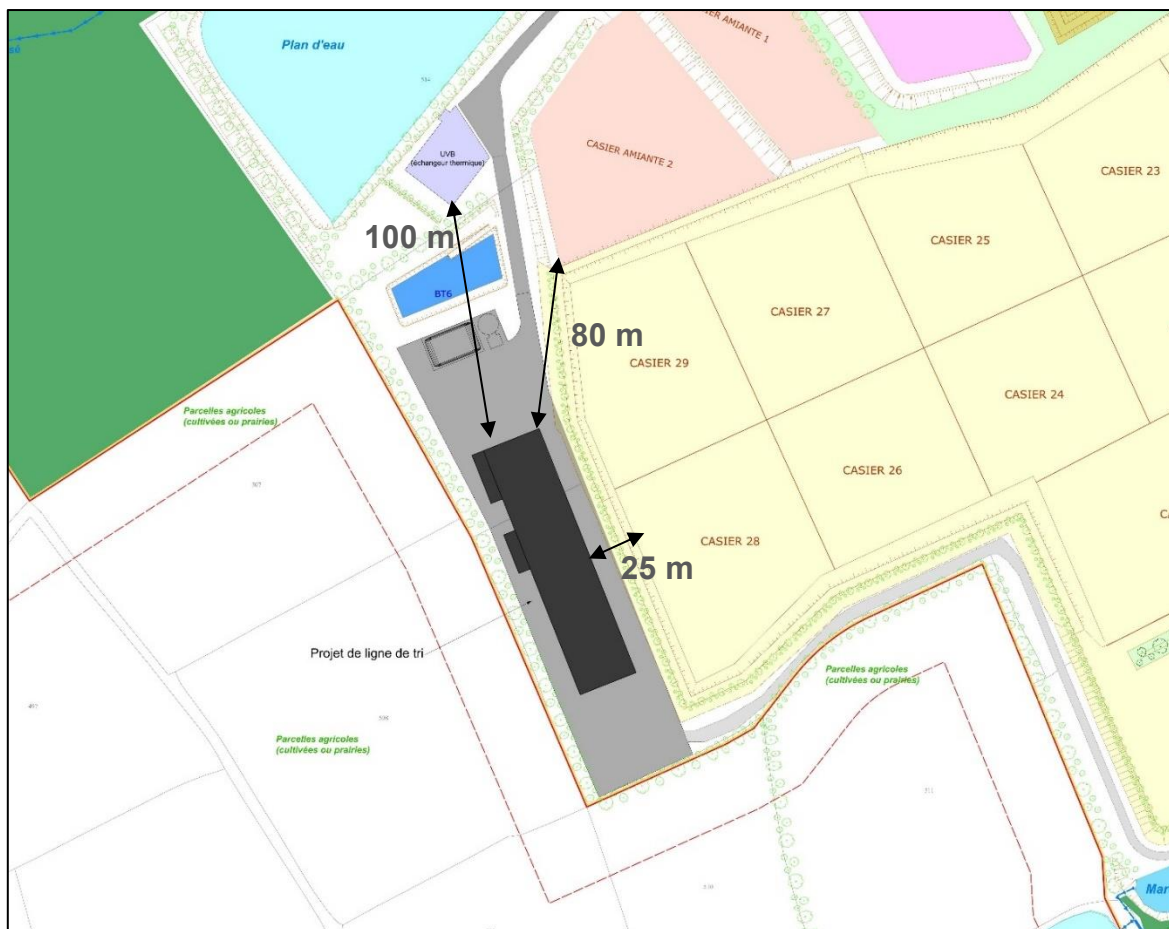 Plan d'eau
534
CASIER AMIANTE 1
CASIER AMIANTE 2
UVB
(échangeur thermique)
CASIER 23
CASIER 25
100 m
BT6
CASIER 27
80 m
CASIER 29
CASIER 24
Parcelles agricoles
(cultivées ou prairies)
CASIER 26
CASIER 28
25 m
Projet de ligne de tri
Parcelles agricoles
(cultivées ou prairies)
Parcelles agricoles
(cultivées ou prairies)
Mar